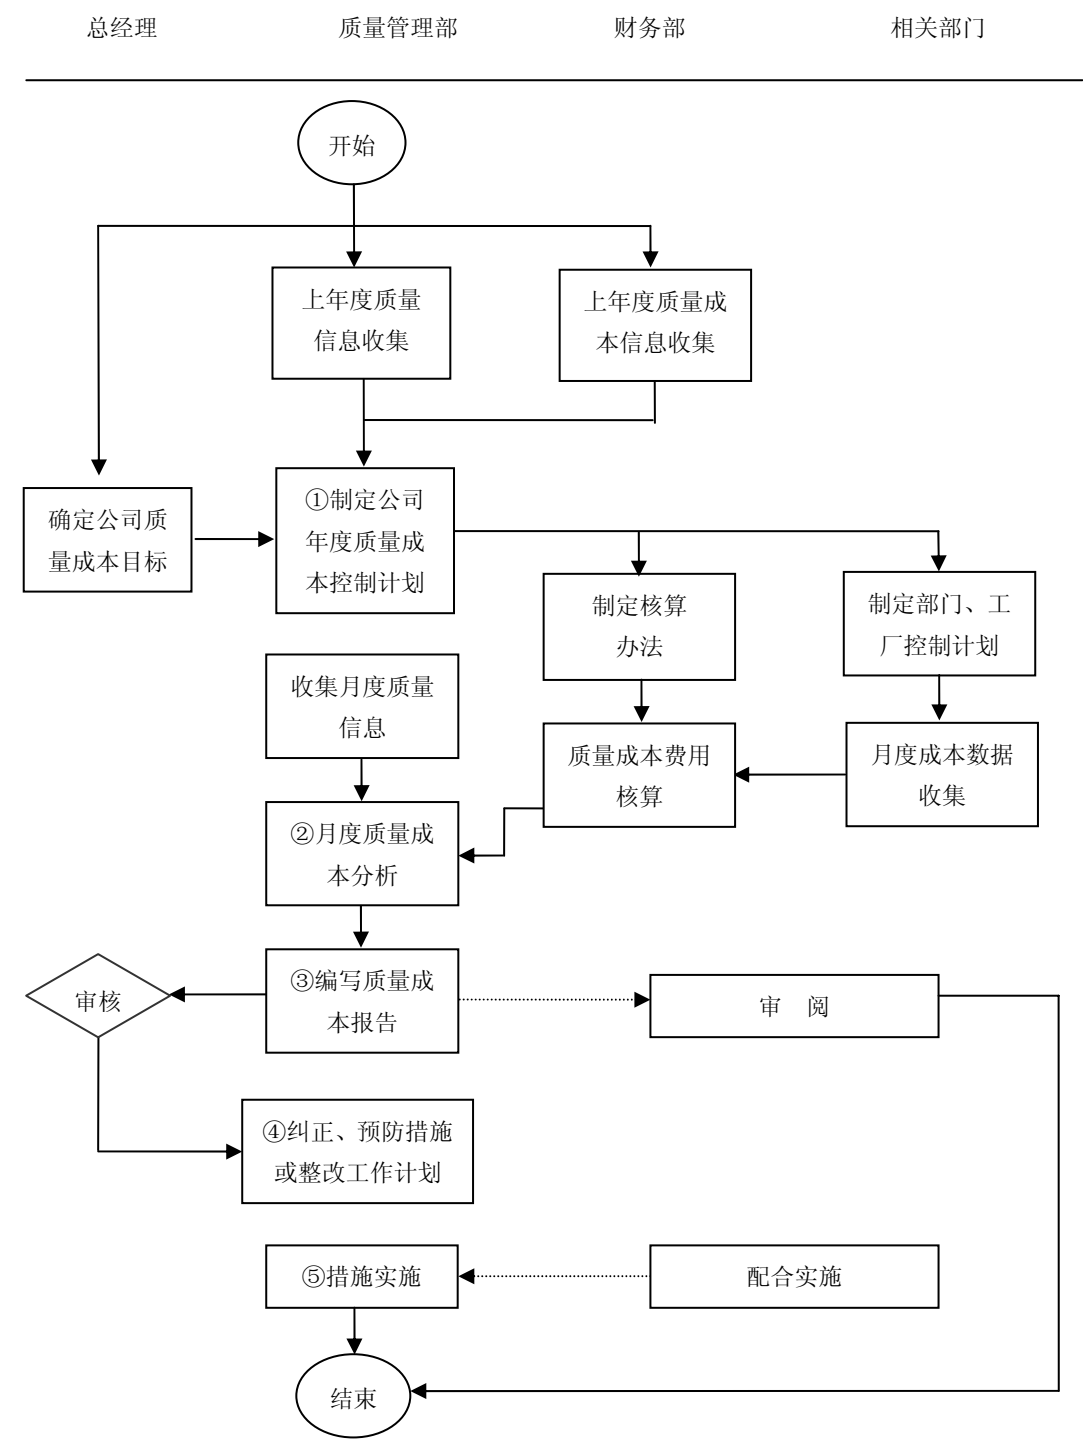 总经理
质量管理部
财务部
相关部门
开始
上年度质量
信息收集
上年度质量成
本信息收集
确定公司质
量成本目标
①制定公司
年度质量成
本控制计划
制定核算
办法
制定部门、工
厂控制计划
收集月度质量
信息
质量成本费用
核算
月度成本数据
收集
②月度质量成
本分析
③编写质量成
本报告
审核
审 阅
④纠正、预防措施
或整改工作计划
⑤措施实施
配合实施
结束